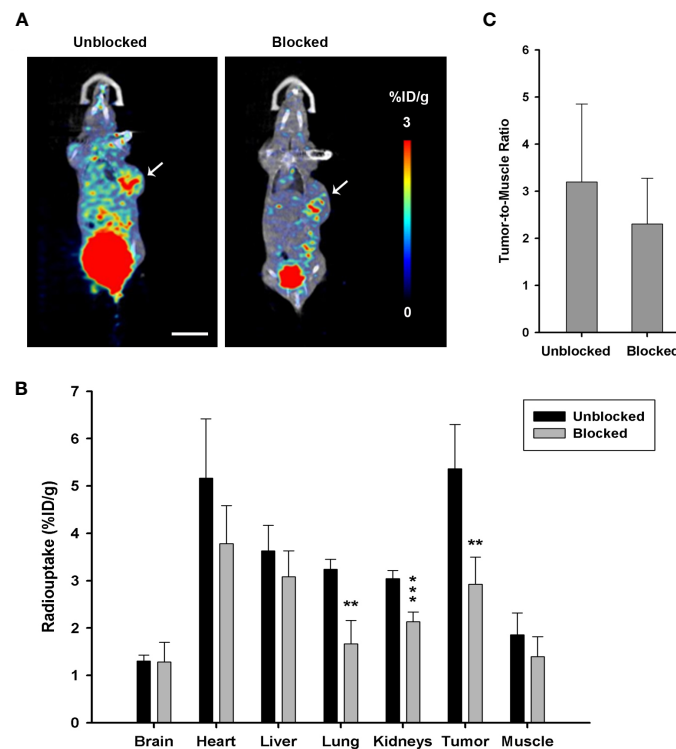 A
Unblocked
Blocked
%ID/g
3
0
C
Tumor-to-Muscle Ratio
6
5
4
3
2
1
0
Unblocked
Blocked
B
Radiouptake (%ID/g)
7
6
5
4
3
2
1
0
Unblocked
Blocked
**
***
**
Brain Heart Liver Lung Kidneys Tumor Muscle